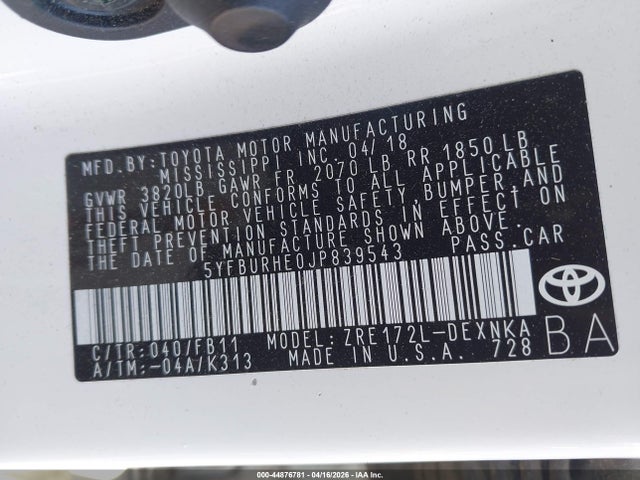 MFD.BY:TOYOTA MOTOR MANUFACTURING
MISSISSIPPI INC. 04/18
GVWR 3820LB GAWR FR 2070 LB RR 1850 LB
THIS VEHICLE CONFORMS TO ALL APPLICABLE
FEDERAL MOTOR VEHICLE SAFETY,BUMPER,AND
THEFT PREVENTION STANDARDS IN EFFECT ON
THE DATE OF MANUFACTURE SHOWN ABOVE.
5YFBURHE0JP839543 PASS.CAR
C/TR:040/FB11 MODEL:ZRE172L-DEXNKA
A/TM:-04A/K313 MADE IN U.S.A. 728
BA
000-44876781 - 04/16/2026 - IAA Inc.